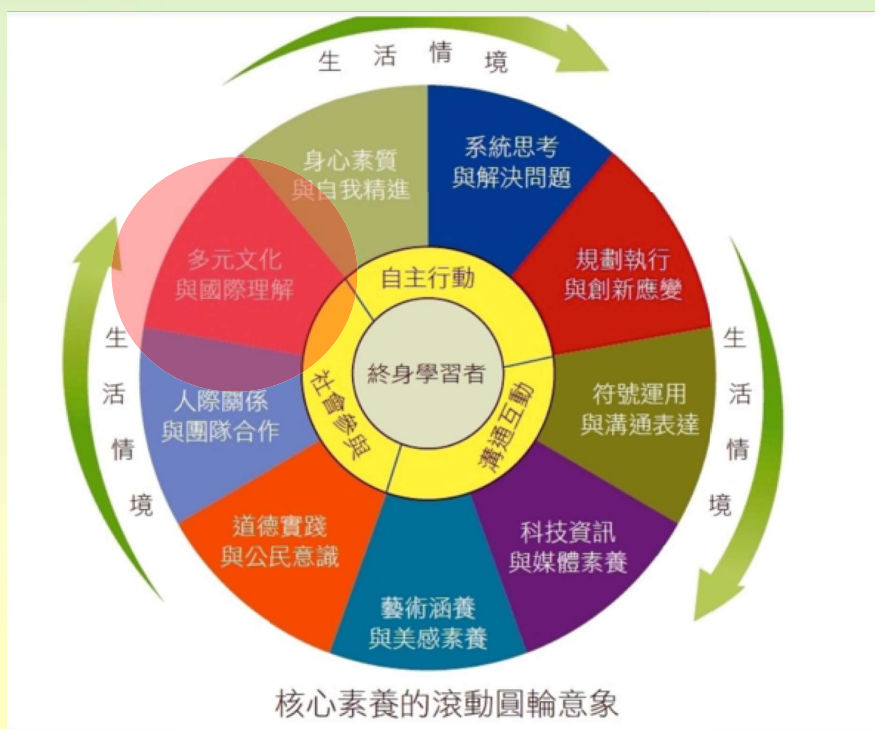 生活情境
身心素質
與自我精進
系統思考
與解決問題
多元文化
與國際理解
規劃執行
與創新應變
自主行動
終身學習者
社會參與
溝通互動
生活情境
生活情境
人際關係
與團隊合作
符號運用
與溝通表達
道德實踐
與公民意識
科技資訊
與媒體素養
藝術涵養
與美感素養
核心素養的滾動圓輪意象